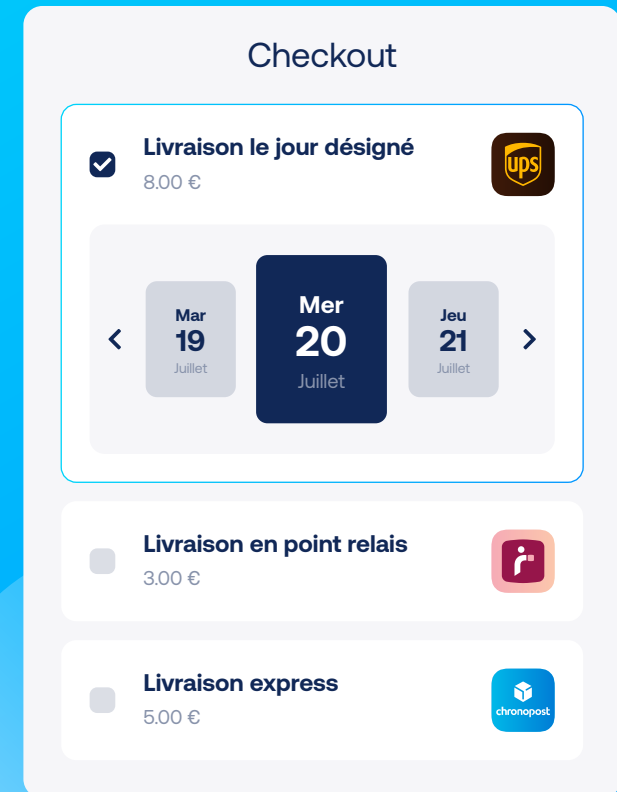 Checkout
Livraison le jour désigné
8.00 €
ups
Mar
19
Juillet
Mer
20
Juillet
Jeu
21
Juillet
Livraison en point relais
3.00 €
Livraison express
5.00 €
chronopost